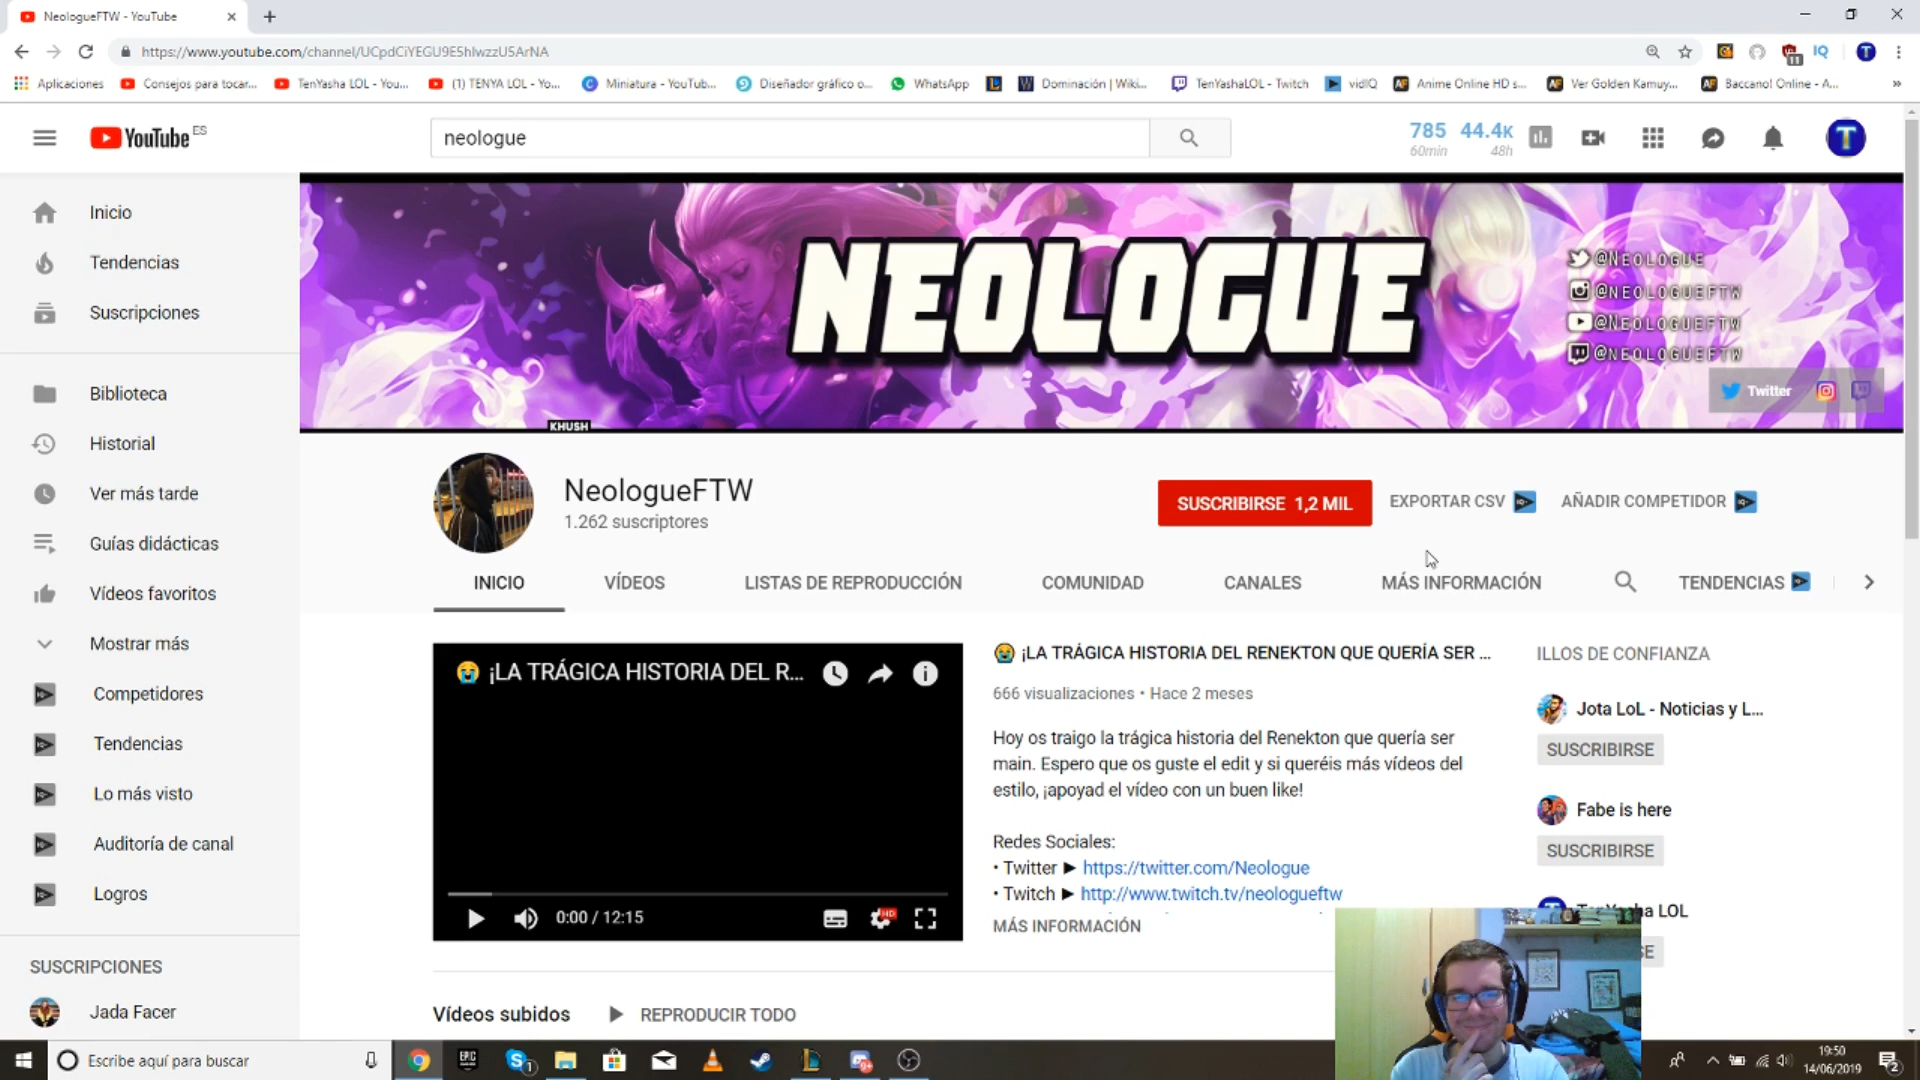 NeologueFTW - YouTube
https://www.youtube.com/channel/UCpdCiYEGU9E5hlwzzU5ArNA
11
IQ
T
Aplicaciones
Consejos para tocar...
TenYasha LOL - You...
(1) TENYA LOL - Yo...
Miniatura - YouTub...
Diseñador gráfico o...
WhatsApp
Dominación | Wiki...
TenYashaLOL - Twitch
vidIQ
Anime Online HD s...
Ver Golden Kamuy...
Baccano! Online - A...
»
YouTube ES
neologue
785
60min
44.4K
48h
T
Inicio
Tendencias
Suscripciones
Biblioteca
Historial
Ver más tarde
Guías didácticas
Vídeos favoritos
Mostrar más
Competidores
Tendencias
Lo más visto
Auditoría de canal
Logros
SUSCRIPCIONES
Jada Facer
NEOLOGUE
@NEOLOGUE
@NEOLOGUEFTW
@NEOLOGUEFTW
@NEOLOGUEFTW
Twitter
KHUSH
NeologueFTW
1.262 suscriptores
SUSCRIBIRSE 1,2 MIL
EXPORTAR CSV
AÑADIR COMPETIDOR
INICIO
VÍDEOS
LISTAS DE REPRODUCCIÓN
COMUNIDAD
CANALES
MÁS INFORMACIÓN
TENDENCIAS
¡LA TRÁGICA HISTORIA DEL R...
0:00 / 12:15
HD
¡LA TRÁGICA HISTORIA DEL RENEKTON QUE QUERÍA SER ...
666 visualizaciones • Hace 2 meses
Hoy os traigo la trágica historia del Renekton que quería ser
main. Espero que os guste el edit y si queréis más vídeos del
estilo, ¡apoyad el vídeo con un buen like!
Redes Sociales:
• Twitter ► https://twitter.com/Neologue
• Twitch ► http://www.twitch.tv/neologueftw
MÁS INFORMACIÓN
ILLOS DE CONFIANZA
Jota LoL - Noticias y L...
SUSCRIBIRSE
Fabe is here
SUSCRIBIRSE
LOL
Vídeos subidos
REPRODUCIR TODO
Escribe aquí para buscar
EPIC
1
19:50
14/06/2019
2